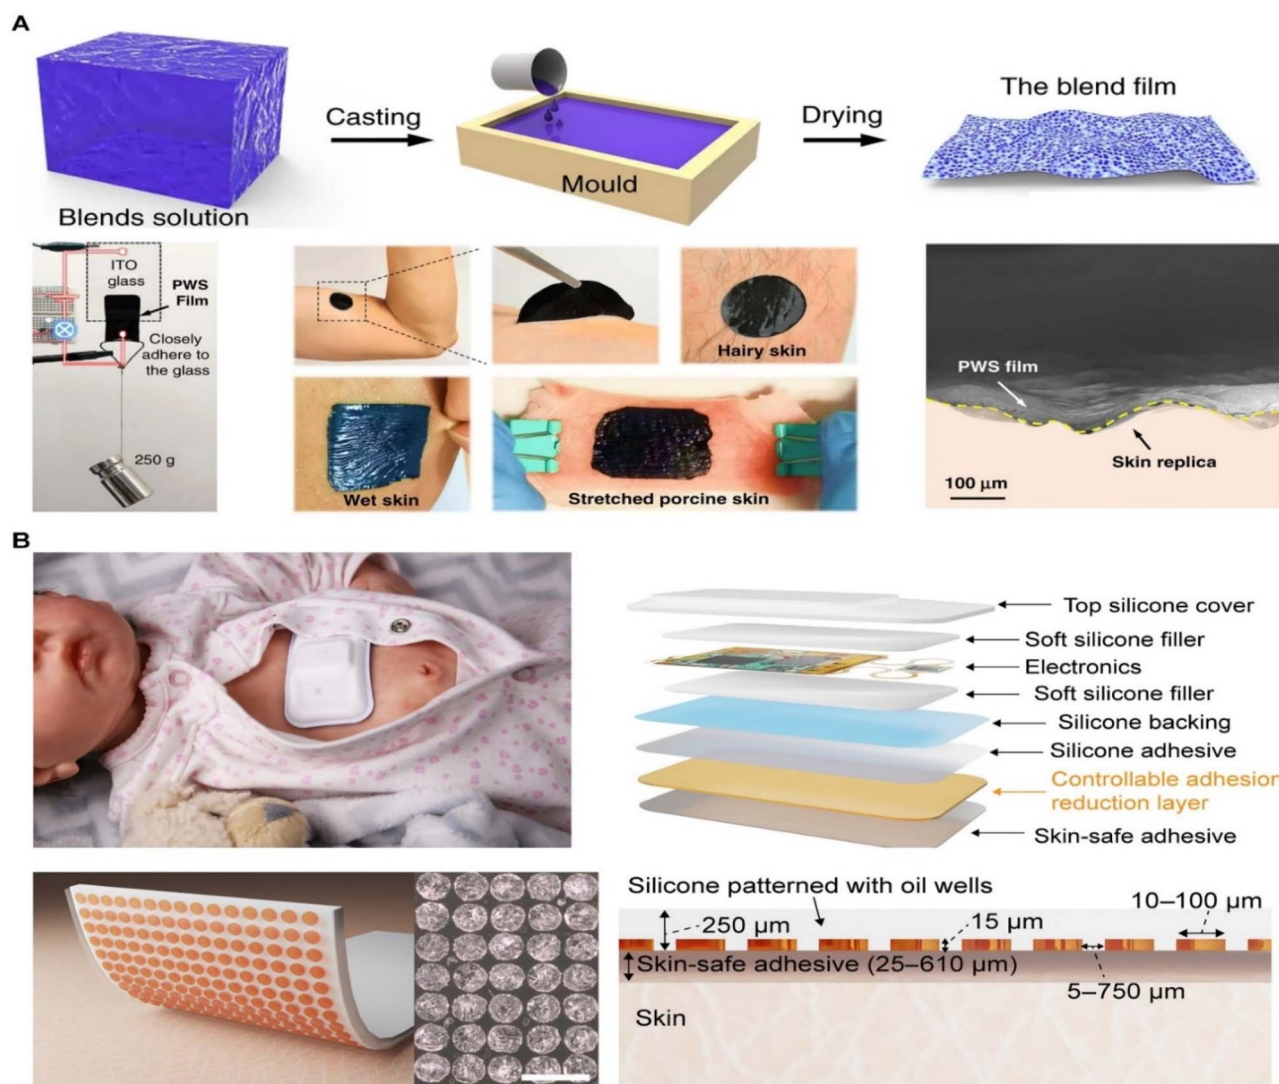 A
Casting
Drying
The blend film
Mould
Blends solution
ITO
glass
PWS
Film
Closely
adhere to
the glass
250 g
Hairy skin
Wet skin
Stretched porcine skin
PWS film
Skin replica
100 µm
B
Top silicone cover
Soft silicone filler
Electronics
Soft silicone filler
Silicone backing
Silicone adhesive
Controllable adhesion
reduction layer
Skin-safe adhesive
Silicone patterned with oil wells
10–100 µm
250 µm
15 µm
Skin-safe adhesive (25–610 µm)
5–750 µm
Skin